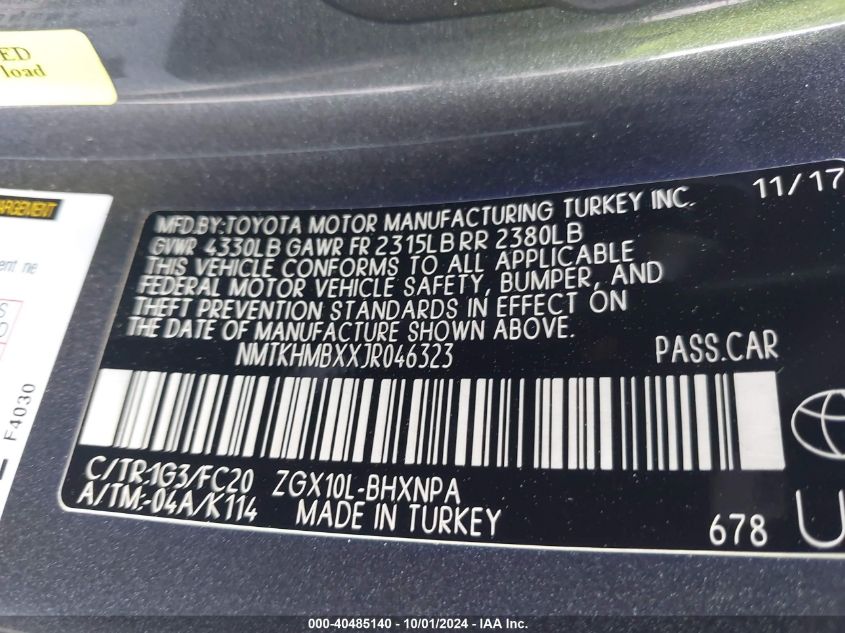 ED
load
ARGEMENT
ent ne
S
O
F4030
MFD.BY:TOYOTA MOTOR MANUFACTURING TURKEY INC. 11/17
GVWR 4330LB GAWR FR 2315LB RR 2380LB
THIS VEHICLE CONFORMS TO ALL APPLICABLE
FEDERAL MOTOR VEHICLE SAFETY, BUMPER, AND
THEFT PREVENTION STANDARDS IN EFFECT ON
THE DATE OF MANUFACTURE SHOWN ABOVE.
NMTKHMBXXJR046323 PASS.CAR
C/TR:1G3/FC20 ZGX10L-BHXNPA
A/TM:-04A/K114 MADE IN TURKEY 678 U
000-40485140 - 10/01/2024 - IAA Inc.